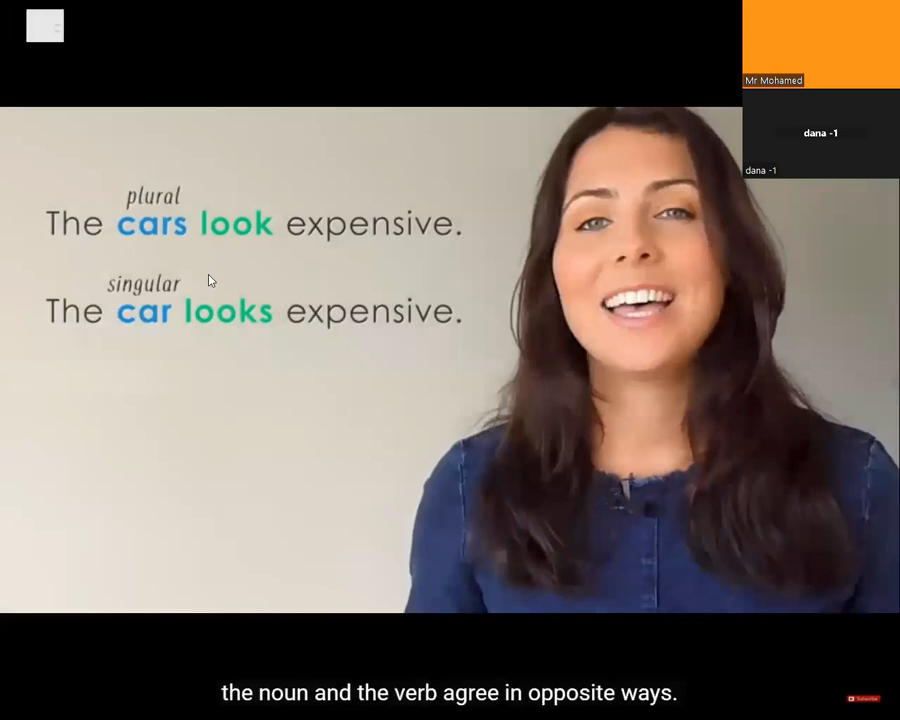 Mr Mohamed
dana -1
dana -1
plural
The cars look expensive.
singular
The car looks expensive.
the noun and the verb agree in opposite ways.
Subscribe